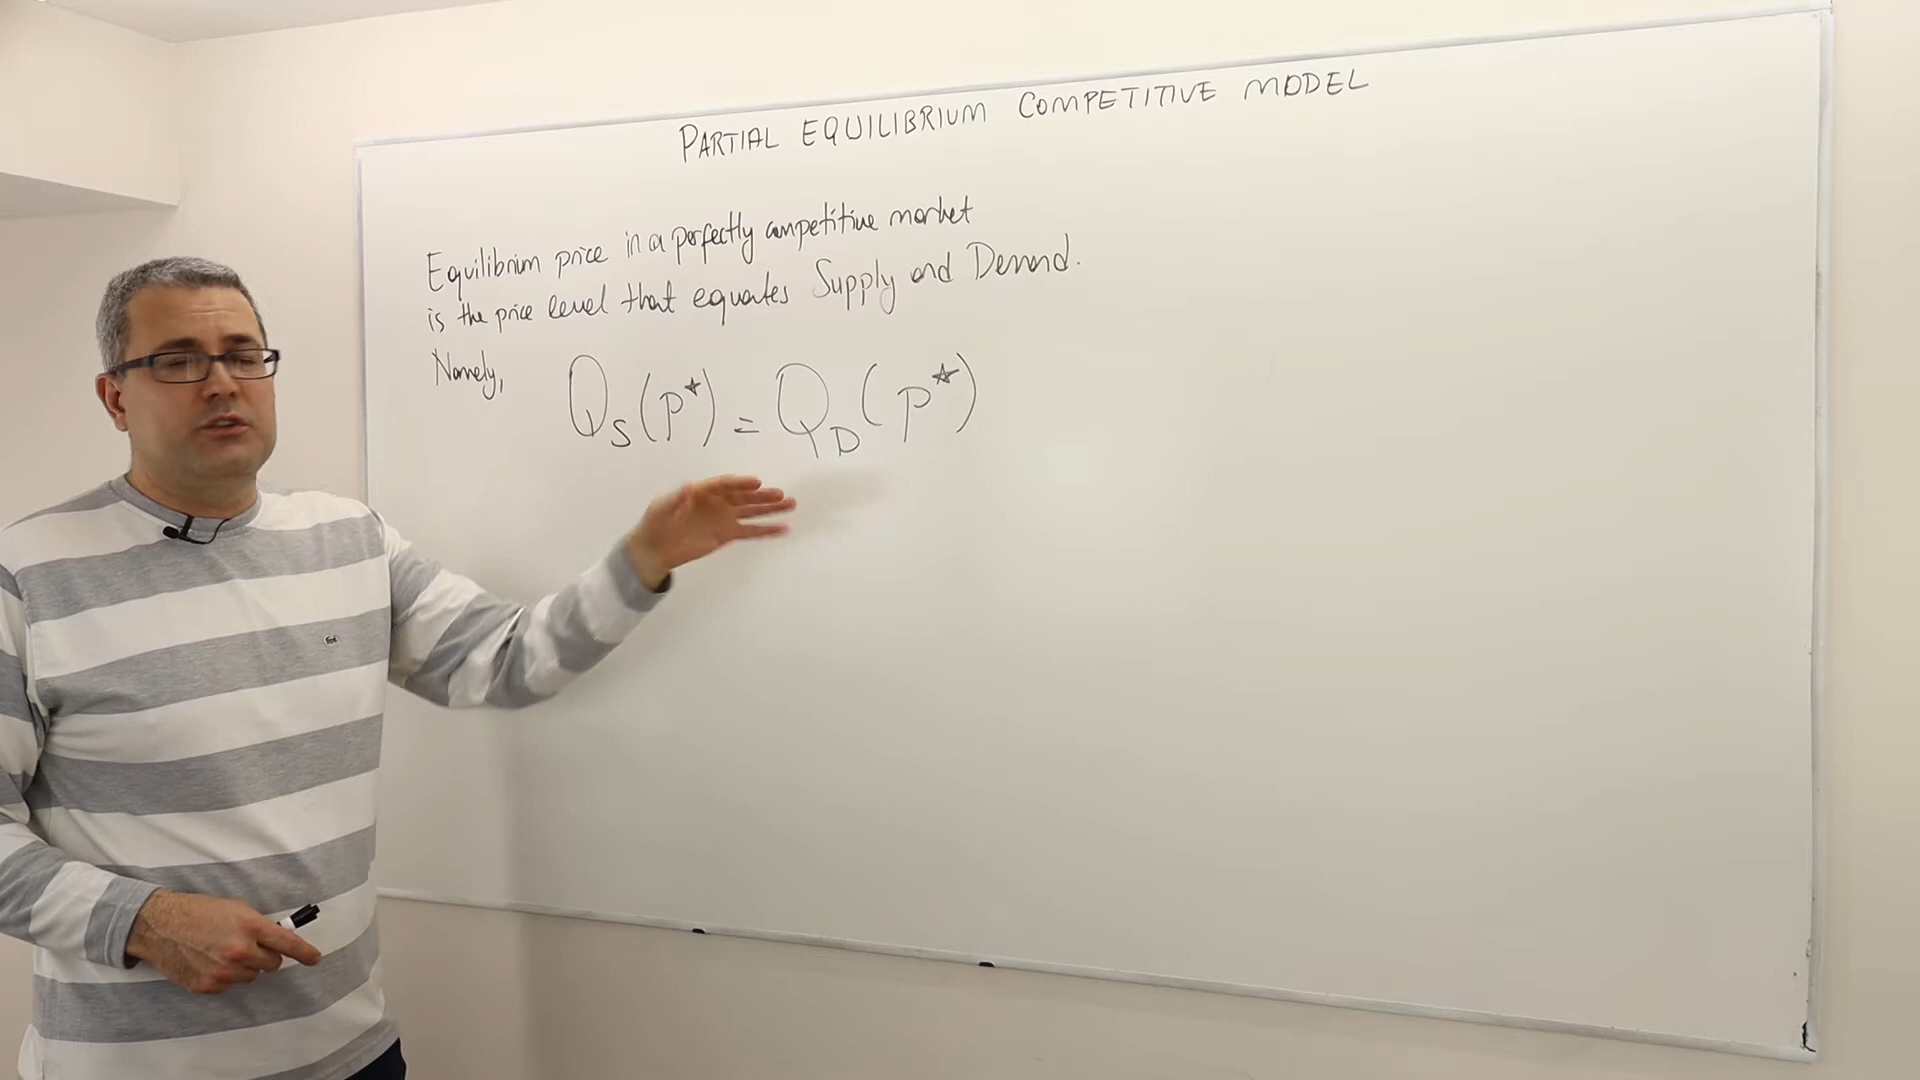 PARTIAL EQUILIBRIUM COMPETITIVE MODEL
Equilibrium price in a perfectly competitive market
is the price level that equates Supply and Demand.
Namely,
Q_S(p*) = Q_D(p*)